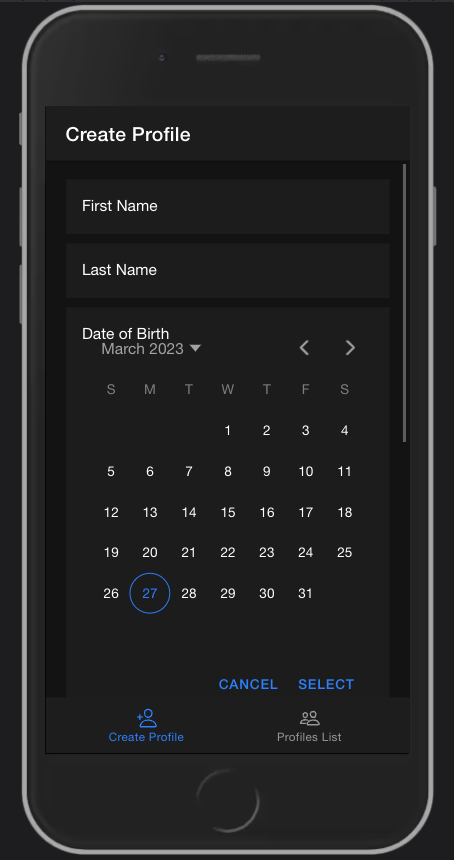 Create Profile
First Name
Last Name
Date of Birth
March 2023
S M T W T F S
1 2 3 4
5 6 7 8 9 10 11
12 13 14 15 16 17 18
19 20 21 22 23 24 25
26 27 28 29 30 31
CANCEL SELECT
Create Profile Profiles List